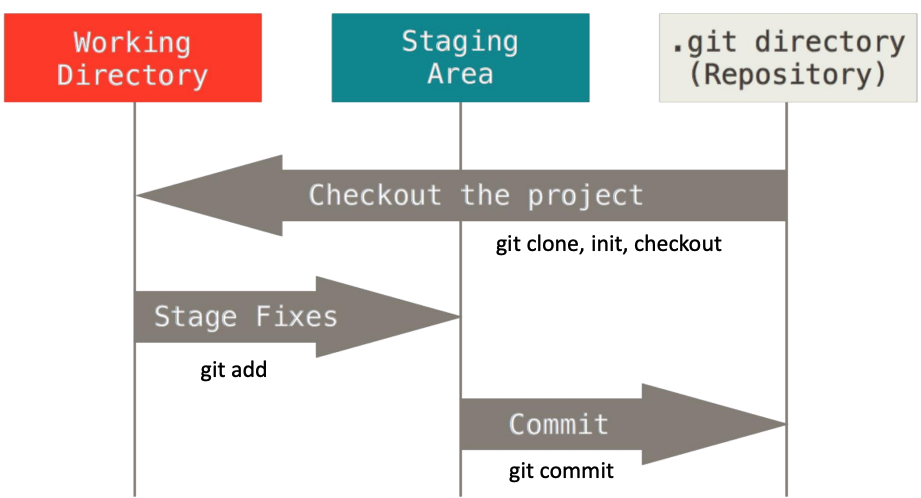 Working
Directory
Staging
Area
.git directory
(Repository)
Checkout the project
git clone, init, checkout
Stage Fixes
git add
Commit
git commit